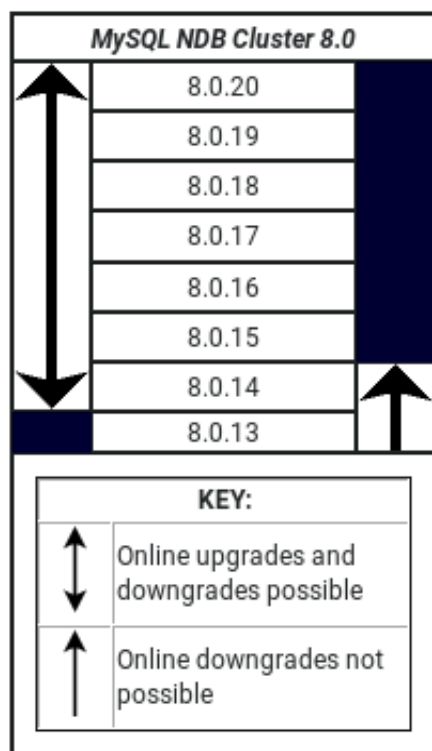 MySQL NDB Cluster 8.0
8.0.20
8.0.19
8.0.18
8.0.17
8.0.16
8.0.15
8.0.14
8.0.13
KEY:
Online upgrades and
downgrades possible
Online downgrades not
possible